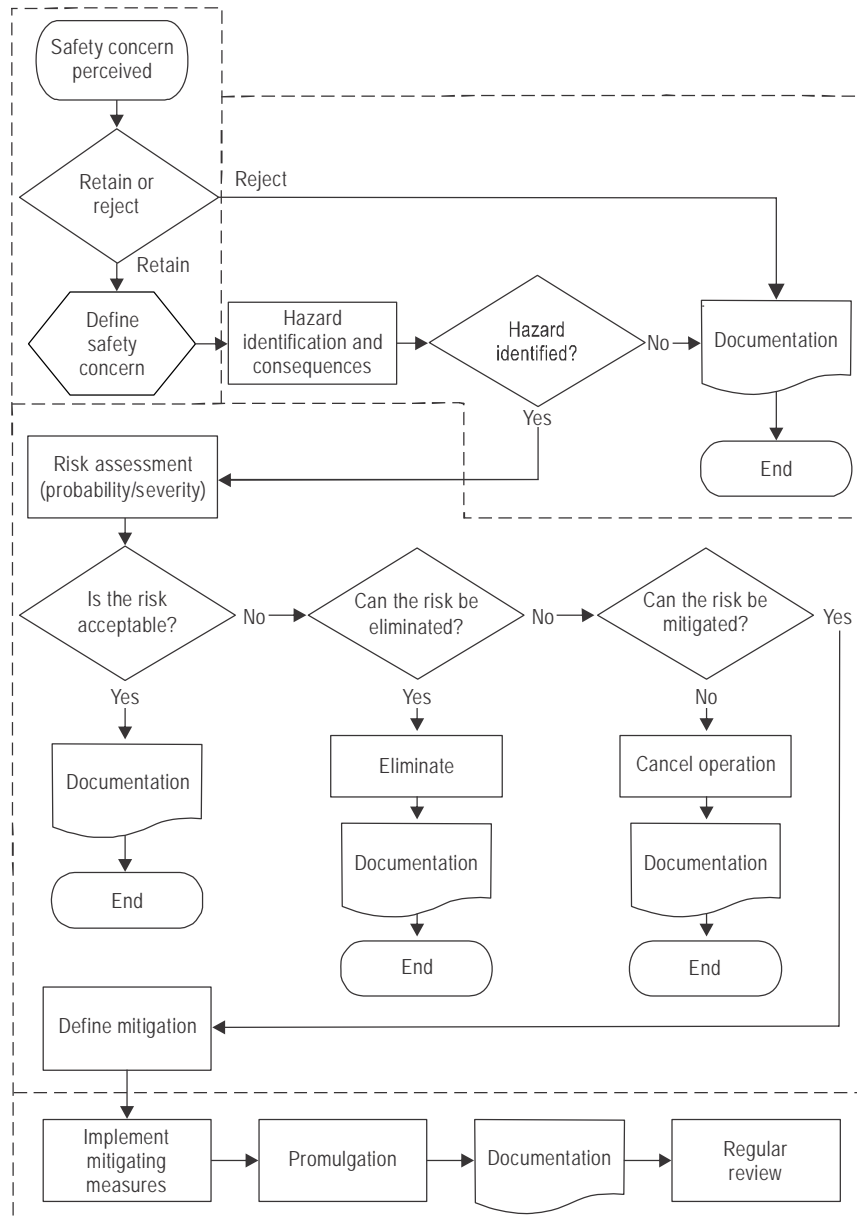 Safety concern
perceived
Retain or
reject
Reject
Retain
Define
safety
concern
Hazard
identification and
consequences
Hazard
identified?
No
Documentation
Yes
End
Risk assessment
(probability/severity)
Is the risk
acceptable?
No
Can the risk be
eliminated?
No
Can the risk be
mitigated?
Yes
Yes
Yes
No
Documentation
Eliminate
Cancel operation
Documentation
Documentation
End
End
End
Define mitigation
Implement
mitigating
measures
Promulgation
Documentation
Regular
review